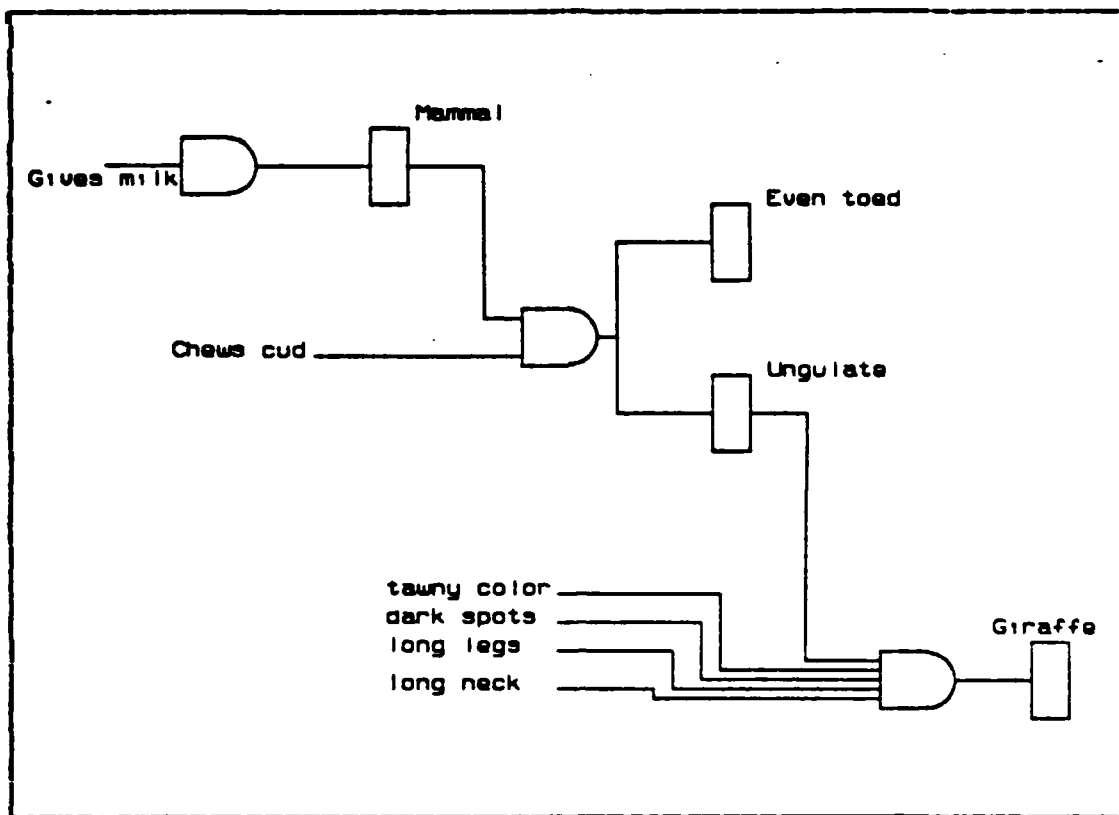 Mammal
Gives milk
Even toed
Chews cud
Ungulate
tawny color
dark spots
long legs
long neck
Giraffe